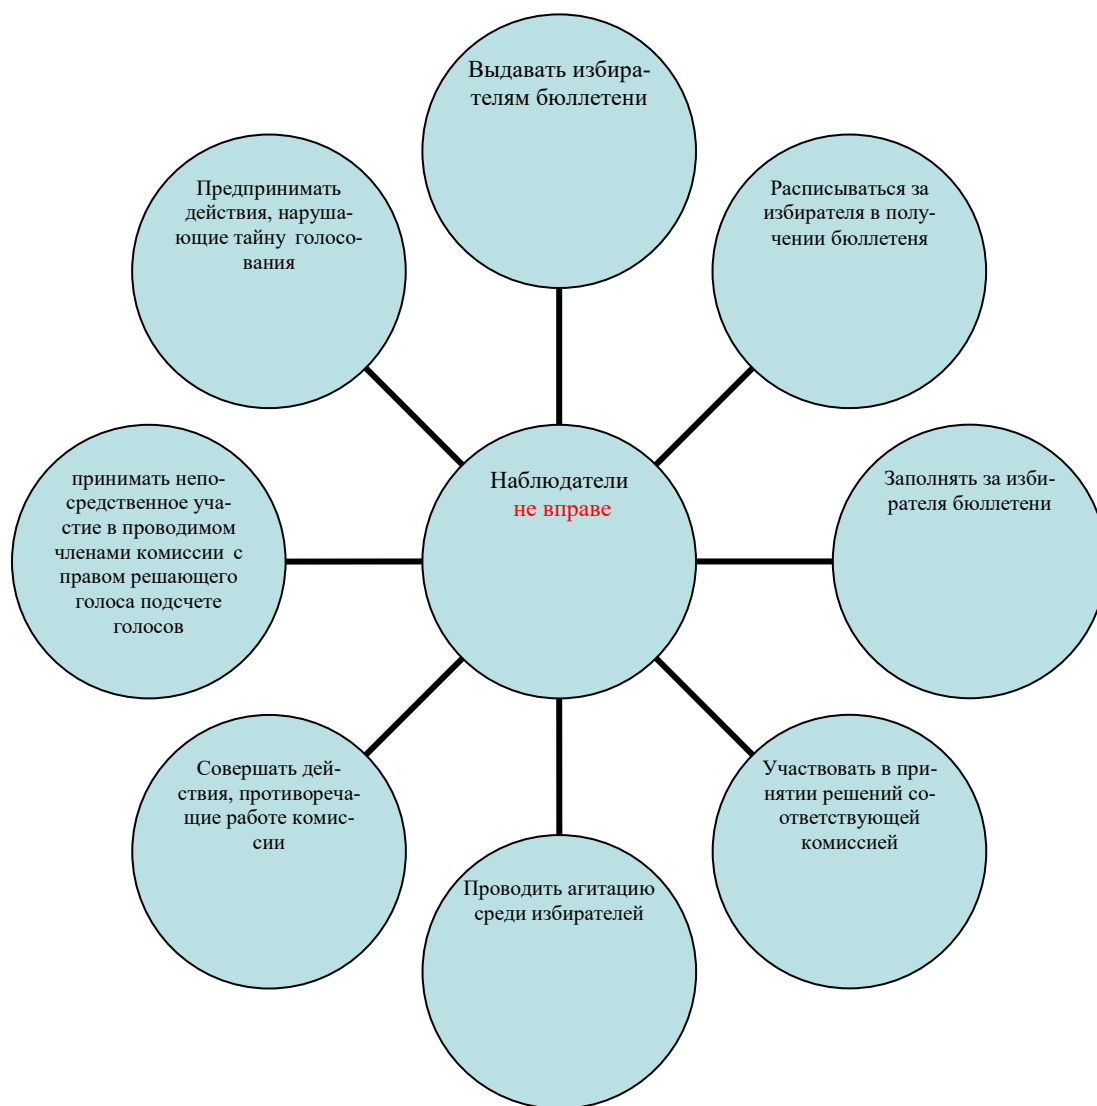 Выдавать избира-
телям бюллетени
Предпринимать
действия, наруша-
ющие тайну голосо-
вания
Расписываться за
избирателя в полу-
чении бюллетеня
принимать непо-
средственное уча-
стие в проводимом
членами комиссии с
правом решающего
голоса подсчете
голосов
Наблюдатели
не вправе
Заполнять за изби-
рателя бюллетени
Совершать дей-
ствия, противореча-
щие работе комис-
сии
Проводить агитацию
среди избирателей
Участвовать в при-
нятии решений со-
ответствующей
комиссией